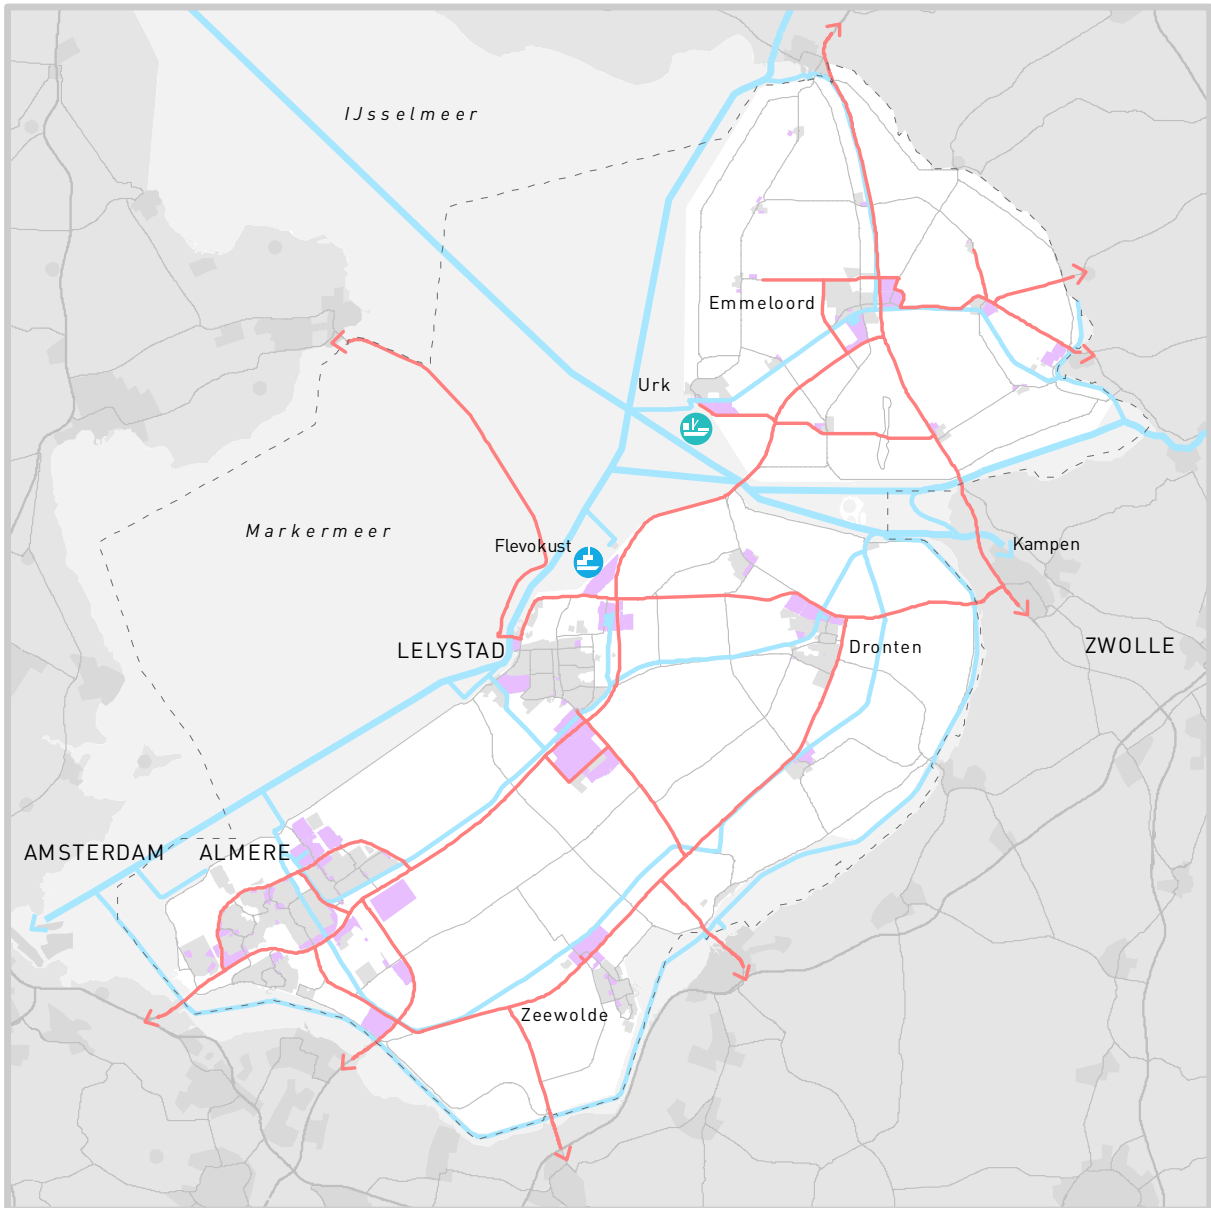 IJsselmeer
Emmeloord
Urk
Markermeer
Flevokust
Kampen
LELYSTAD
Dronten
ZWOLLE
AMSTERDAM
ALMERE
Zeewolde